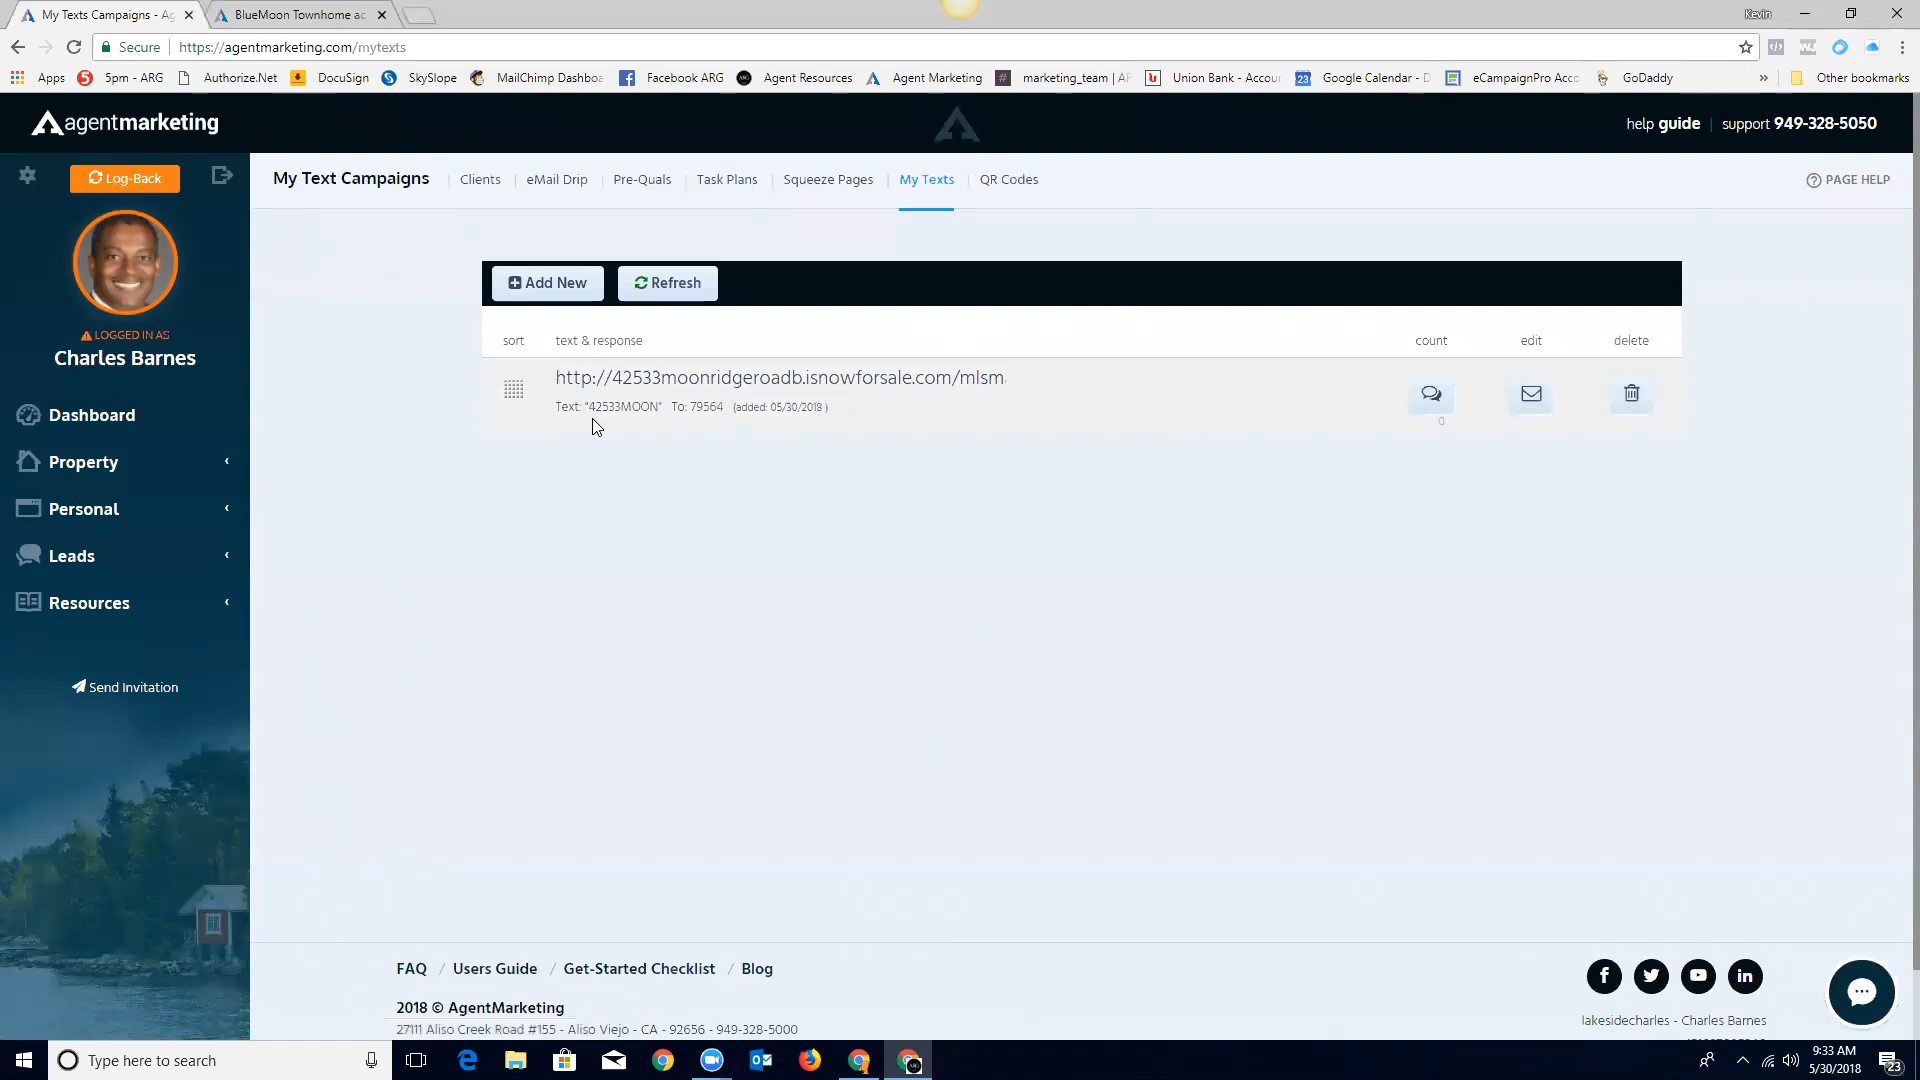 My Texts Campaigns - Ag
BlueMoon Townhome ac
Kevin
Secure
https://agentmarketing.com/mytexts
Apps
5pm - ARG
Authorize.Net
DocuSign
SkySlope
MailChimp Dashboa
Facebook ARG
Agent Resources
Agent Marketing
marketing_team | AR
Union Bank - Accour
Google Calendar - D
eCampaignPro Acco
GoDaddy
»
Other bookmarks
agentmarketing
help guide | support 949-328-5050
Log-Back
LOGGED IN AS
Charles Barnes
Dashboard
Property
Personal
Leads
Resources
Send Invitation
My Text Campaigns
Clients
eMail Drip
Pre-Quals
Task Plans
Squeeze Pages
My Texts
QR Codes
PAGE HELP
Add New
Refresh
sort
text & response
count
edit
delete
http://42533moonridgeroadb.isnowforsale.com/mlsm
Text: "42533MOON" To: 79564 (added: 05/30/2018 )
0
FAQ / Users Guide / Get-Started Checklist / Blog
2018 © AgentMarketing
27111 Aliso Creek Road #155 - Aliso Viejo - CA - 92656 - 949-328-5000
lakesidecharles - Charles Barnes
Type here to search
9:33 AM
5/30/2018
23